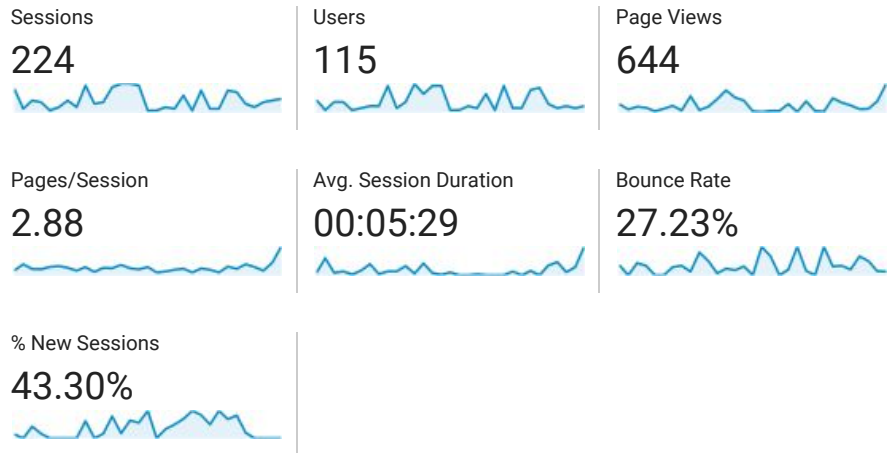 Sessions
224
Users
115
Page Views
644
Pages/Session
2.88
Avg. Session Duration
00:05:29
Bounce Rate
27.23%
% New Sessions
43.30%